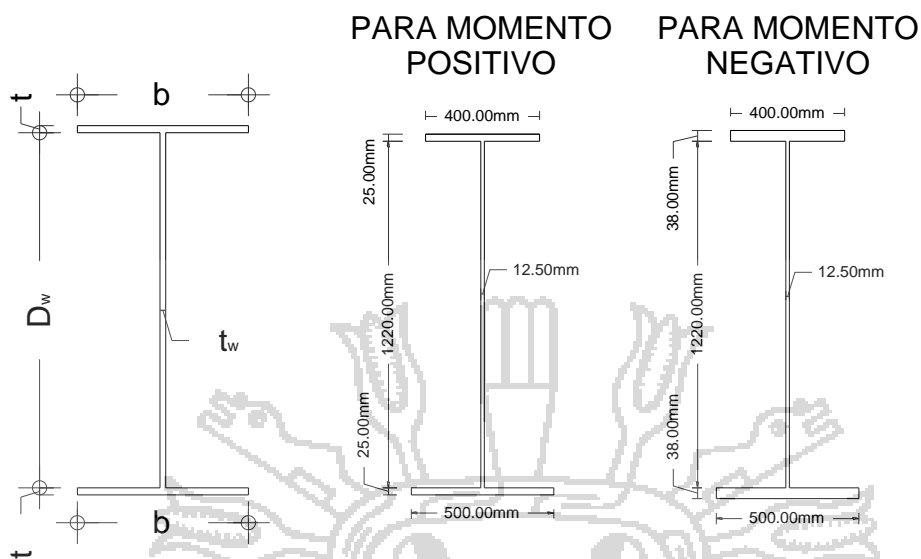 PARA MOMENTO
POSITIVO
PARA MOMENTO
NEGATIVO
t
b
Dw
tw
t
b
400.00mm
25.00mm
1220.00mm
12.50mm
25.00mm
500.00mm
400.00mm
38.00mm
1220.00mm
12.50mm
38.00mm
500.00mm